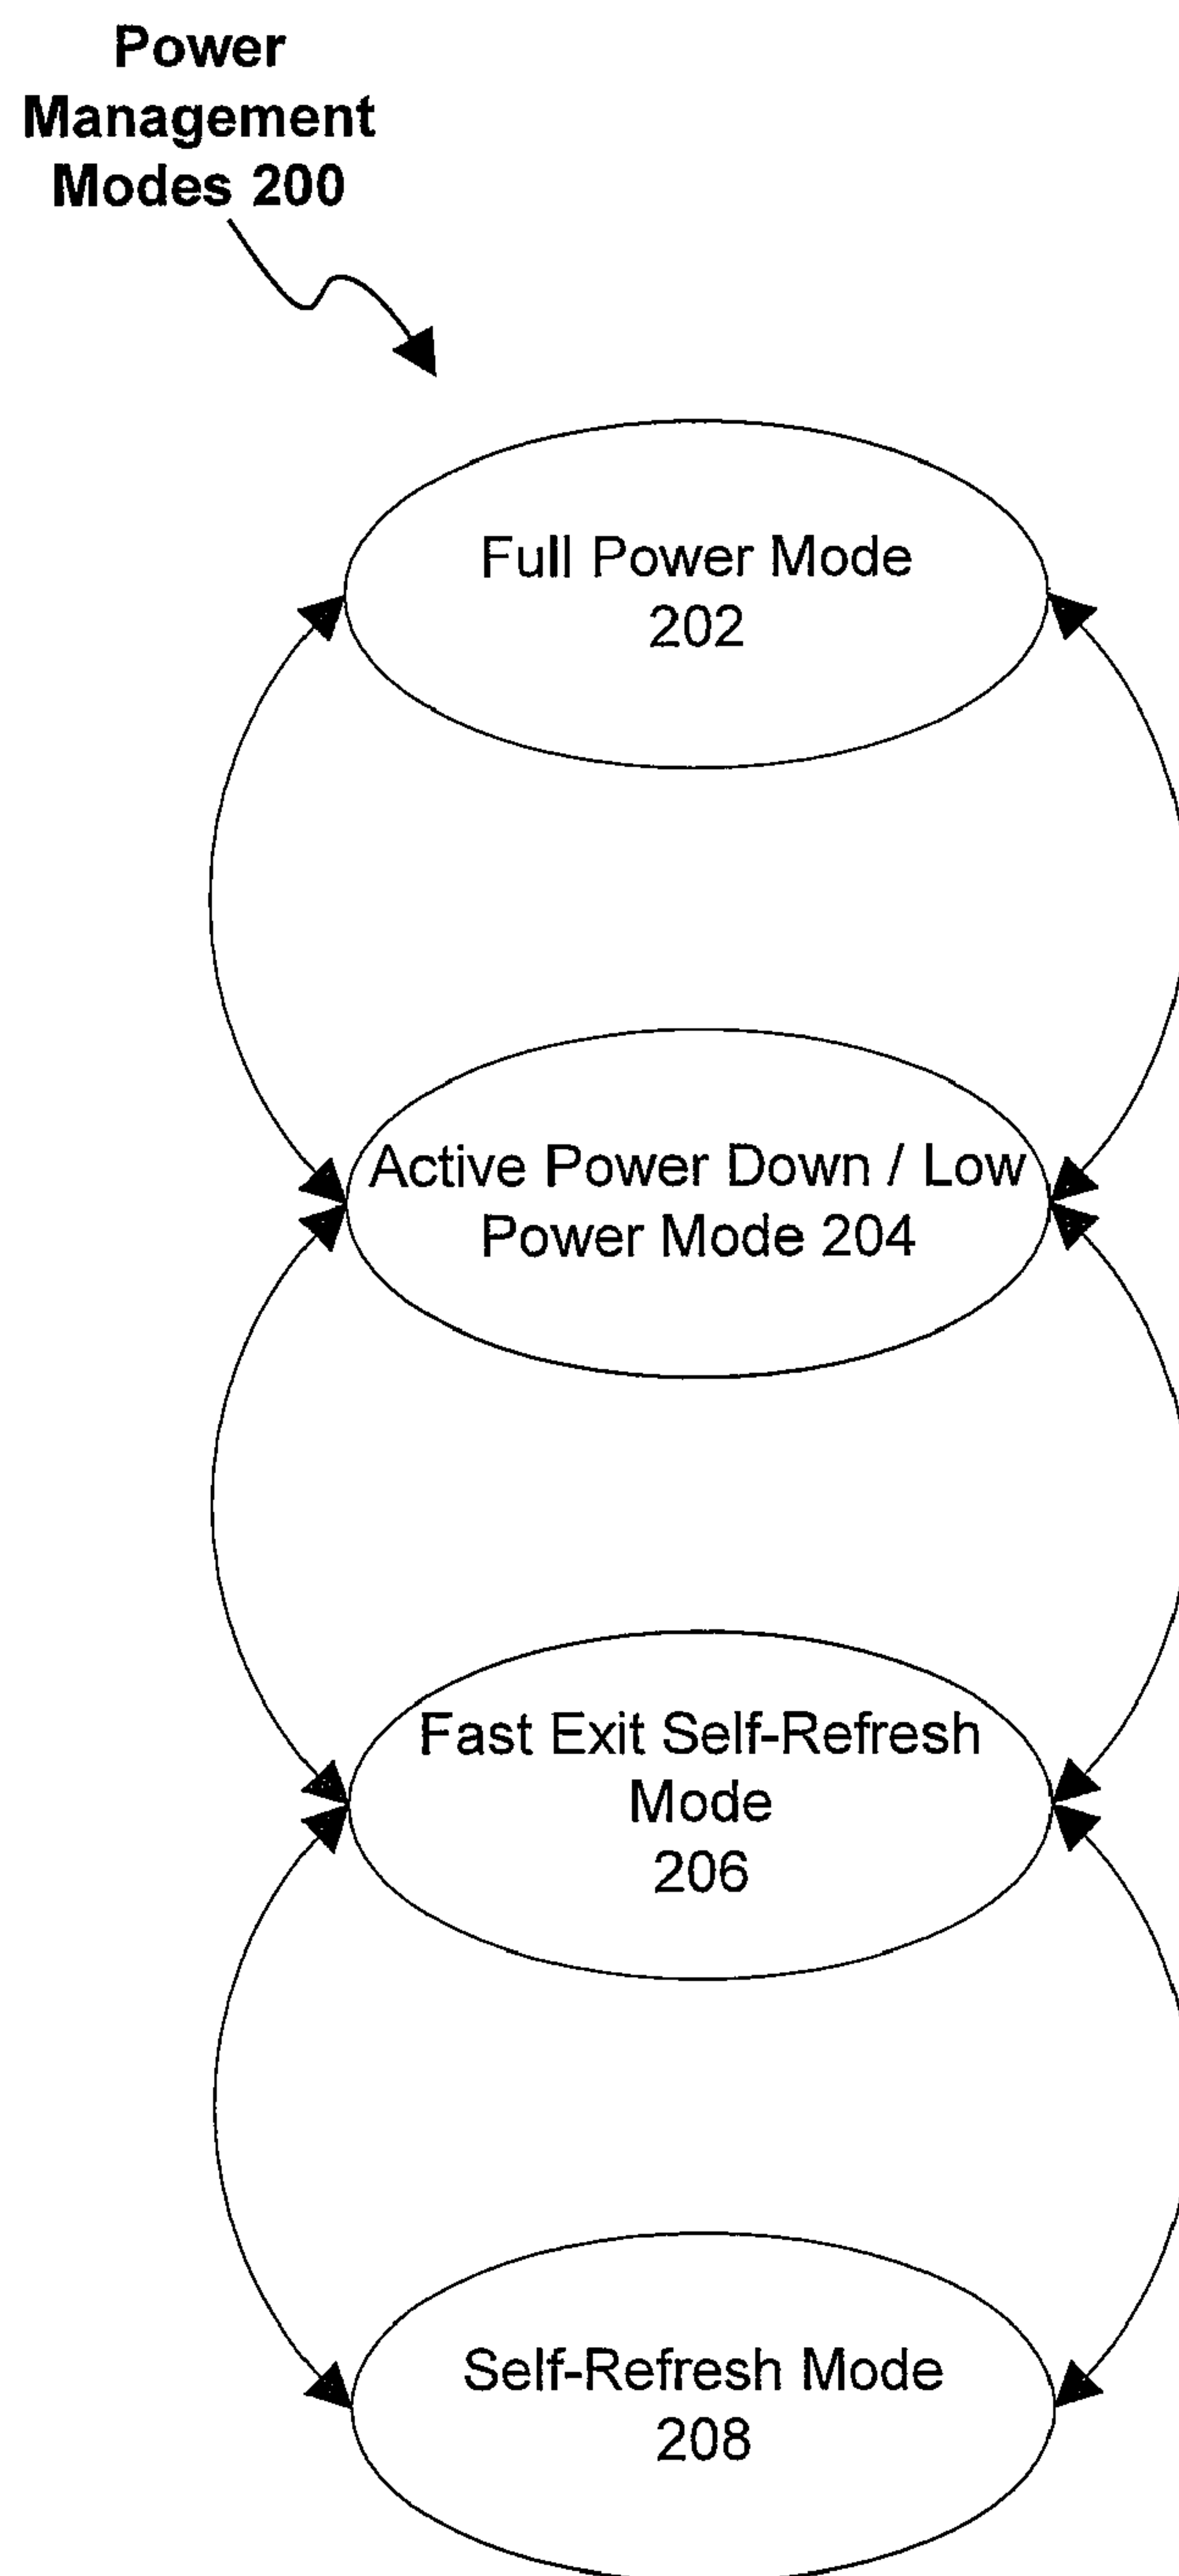 Power
Management
Modes 200
Full Power Mode
202
Active Power Down / Low
Power Mode 204
Fast Exit Self-Refresh
Mode
206
Self-Refresh Mode
208